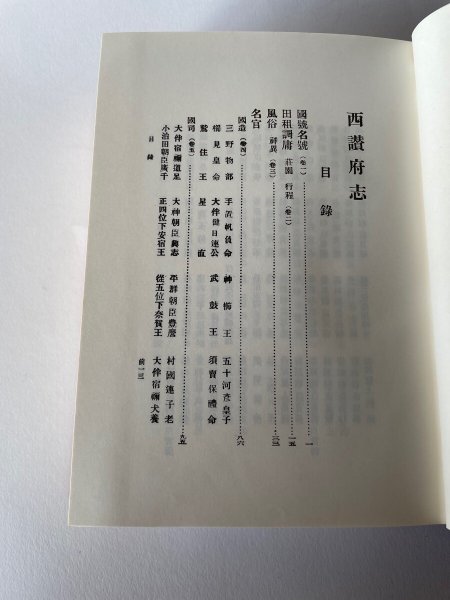 西讃府志
目錄
國號名號（卷一）……一
田租調庸 莊園 行程（卷二）……一五
風俗 祥異（卷三）……三三
名宦
國造（卷四）……八六
三野物部 手置帆負命 神櫛王 五十河彥皇子
櫛見皇命 大伴健日連公 武鼓王 須賣保禮命
鷲住王 星直
國司（卷五）……九五
大伴宿禰道足 大神朝臣興志 平群朝臣豐麿 村國連子老
小治田朝臣廣千 正四位下安宿王 從五位下奈賀王 大伴宿禰犬養
目錄
前一三